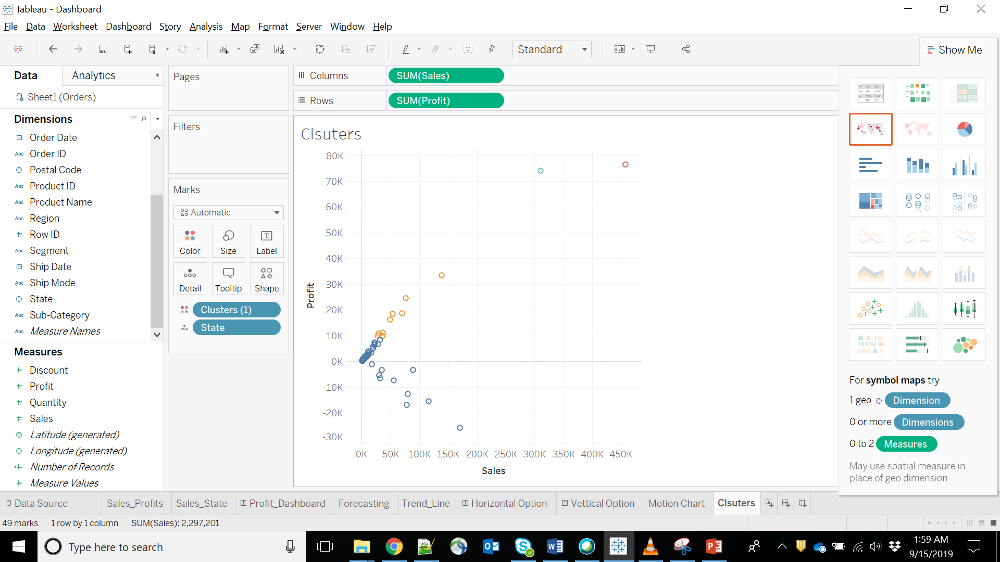 Tableau - Dashboard
File Data Worksheet Dashboard Story Analysis Map Format Server Window Help
Standard
Show Me
Data Analytics
Sheet1 (Orders)
Dimensions
Order Date
Abc Order ID
Postal Code
Abc Product ID
Abc Product Name
Abc Region
# Row ID
Abc Segment
Ship Date
Abc Ship Mode
State
Abc Sub-Category
Abc Measure Names
Measures
# Discount
# Profit
# Quantity
# Sales
Latitude (generated)
Longitude (generated)
=# Number of Records
# Measure Values
Pages
Filters
Marks
Automatic
Color Size Label
Detail Tooltip Shape
Clusters (1)
State
Columns SUM(Sales)
Rows SUM(Profit)
Clsuters
80K
70K
60K
50K
40K
30K
20K
10K
0K
-10K
-20K
-30K
Profit
0K 50K 100K 150K 200K 250K 300K 350K 400K 450K
Sales
For symbol maps try
1 geo Dimension
0 or more Dimensions
0 to 2 Measures
May use spatial measure in
place of geo dimension
Data Source Sales_Profits Sales_State Profit_Dashboard Forecasting Trend_Line Horizontal Option Vettical Option Motion Chart Clsuters
49 marks 1 row by 1 column SUM(Sales): 2,297,201
Type here to search
1:59 AM
9/15/2019